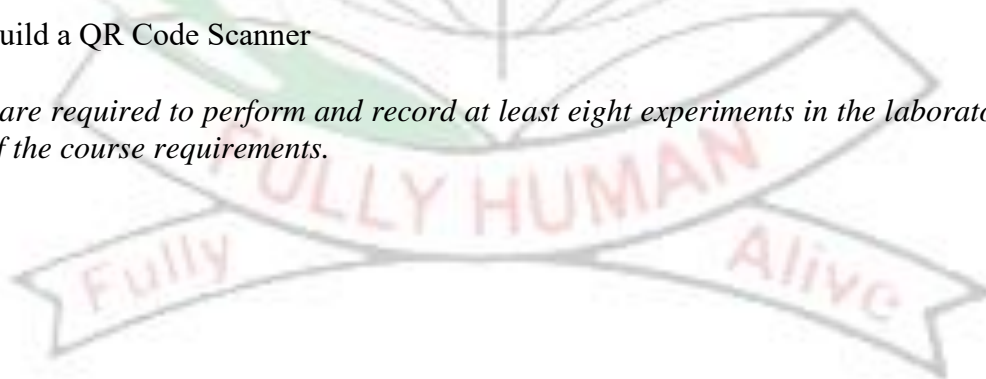 uild a QR Code Scanner
are required to perform and record at least eight experiments in the laborato
f the course requirements.
FULLY HUMAN
Fully Alive